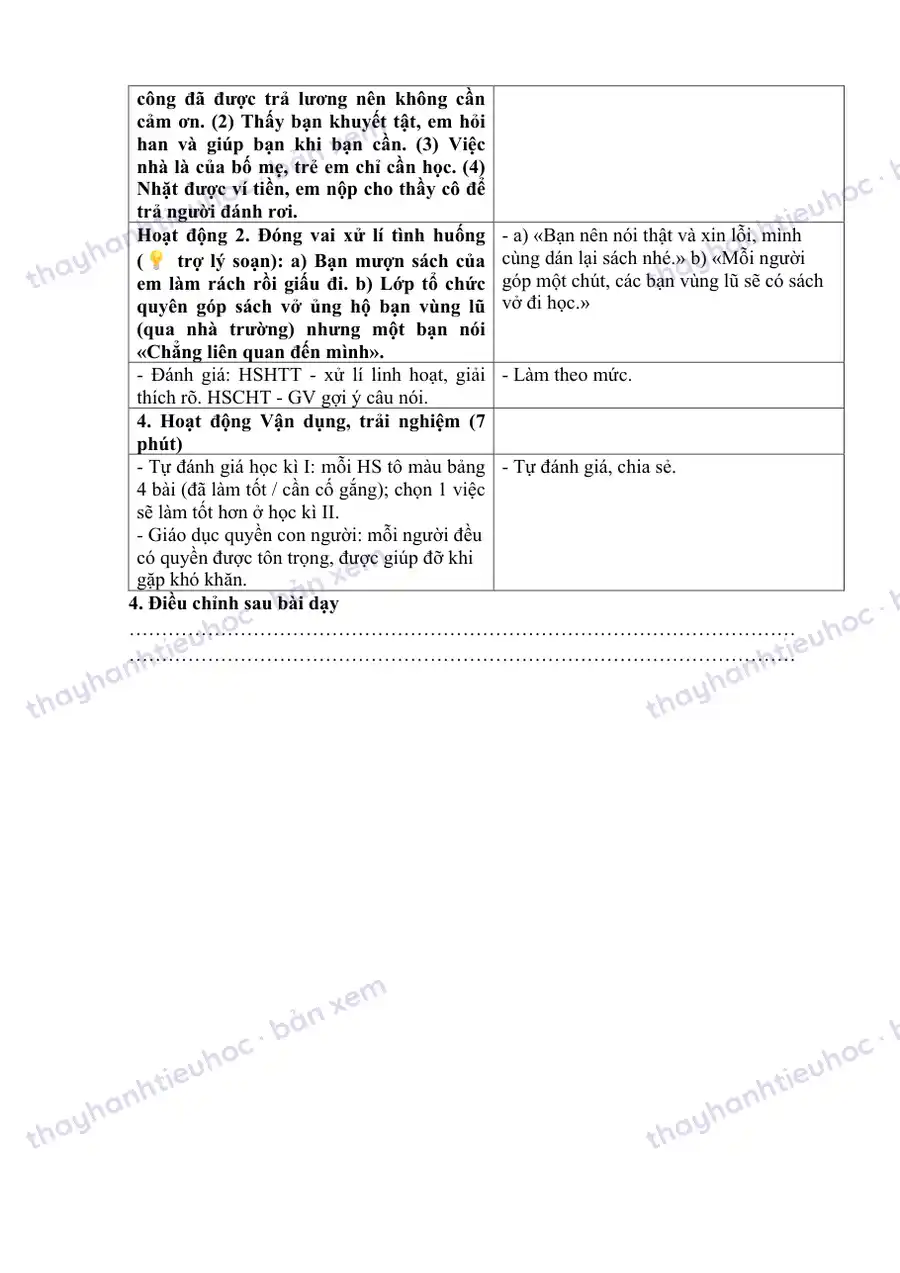 công đã được trả lương nên không cần
cảm ơn. (2) Thấy bạn khuyết tật, em hỏi
han và giúp bạn khi bạn cần. (3) Việc
nhà là của bố mẹ, trẻ em chỉ cần học. (4)
Nhặt được ví tiền, em nộp cho thầy cô để
trả người đánh rơi.
Hoạt động 2. Đóng vai xử lí tình huống
(💡 trợ lý soạn): a) Bạn mượn sách của
em làm rách rồi giấu đi. b) Lớp tổ chức
quyên góp sách vở ủng hộ bạn vùng lũ
(qua nhà trường) nhưng một bạn nói
«Chẳng liên quan đến mình».
- a) «Bạn nên nói thật và xin lỗi, mình
cùng dán lại sách nhé.» b) «Mỗi người
góp một chút, các bạn vùng lũ sẽ có sách
vở đi học.»
- Đánh giá: HSHTT - xử lí linh hoạt, giải
thích rõ. HSCHT - GV gợi ý câu nói.
- Làm theo mức.
4. Hoạt động Vận dụng, trải nghiệm (7
phút)
- Tự đánh giá học kì I: mỗi HS tô màu bảng
4 bài (đã làm tốt / cần cố gắng); chọn 1 việc
sẽ làm tốt hơn ở học kì II.
- Giáo dục quyền con người: mỗi người đều
có quyền được tôn trọng, được giúp đỡ khi
gặp khó khăn.
- Tự đánh giá, chia sẻ.
4. Điều chỉnh sau bài dạy
…………………………………………………………………………………………
…………………………………………………………………………………………
thayhanhtieuhoc · bản xem
thayhanhtieuhoc · b
thayhanhtieuhoc · bản xem
thayhanhtieuhoc · b
thayhanhtieuhoc · bản xem
thayhanhtieuhoc · b